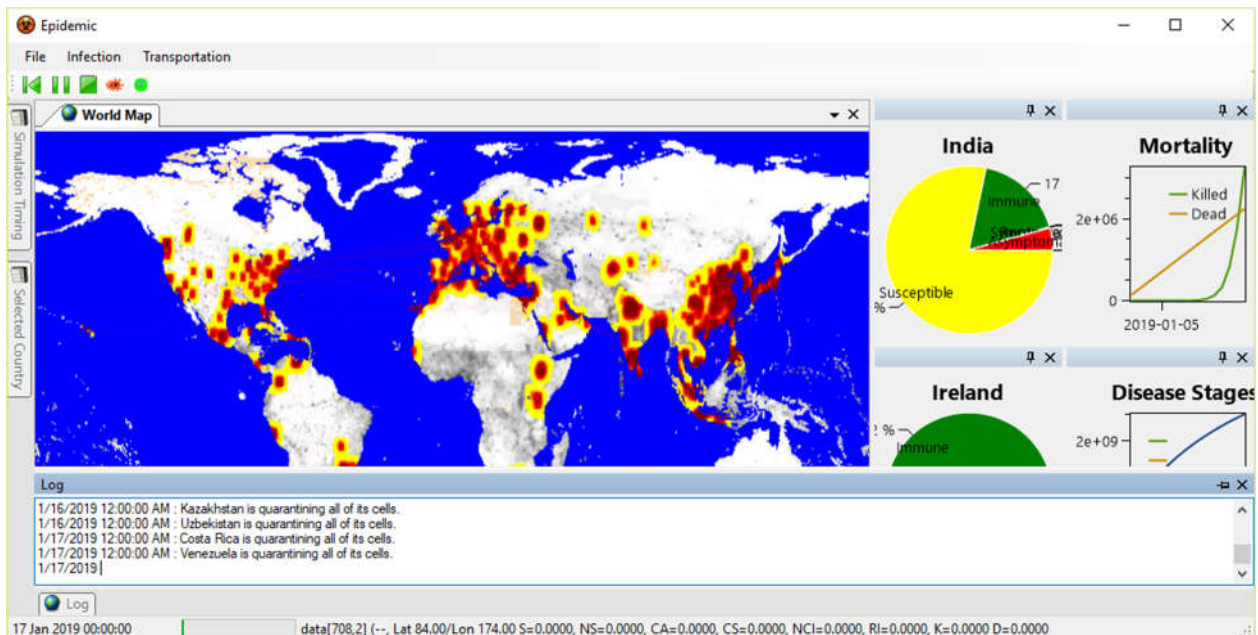 Epidemic
File Infection Transportation
World Map
Simulation Timing
Selected Country
India
17
Immune
Susceptible
%
Mortality
Killed
Dead
2e+06
0
2019-01-05
Ireland
2 %
Immune
Disease Stages
2e+09
Log
1/16/2019 12:00:00 AM : Kazakhstan is quarantining all of its cells.
1/16/2019 12:00:00 AM : Uzbekistan is quarantining all of its cells.
1/17/2019 12:00:00 AM : Costa Rica is quarantining all of its cells.
1/17/2019 12:00:00 AM : Venezuela is quarantining all of its cells.
1/17/2019
Log
17 Jan 2019 00:00:00
data[708,2] (--, Lat 84.00/Lon 174.00 S=0.0000, NS=0.0000, CA=0.0000, CS=0.0000, NCI=0.0000, RI=0.0000, K=0.0000 D=0.0000